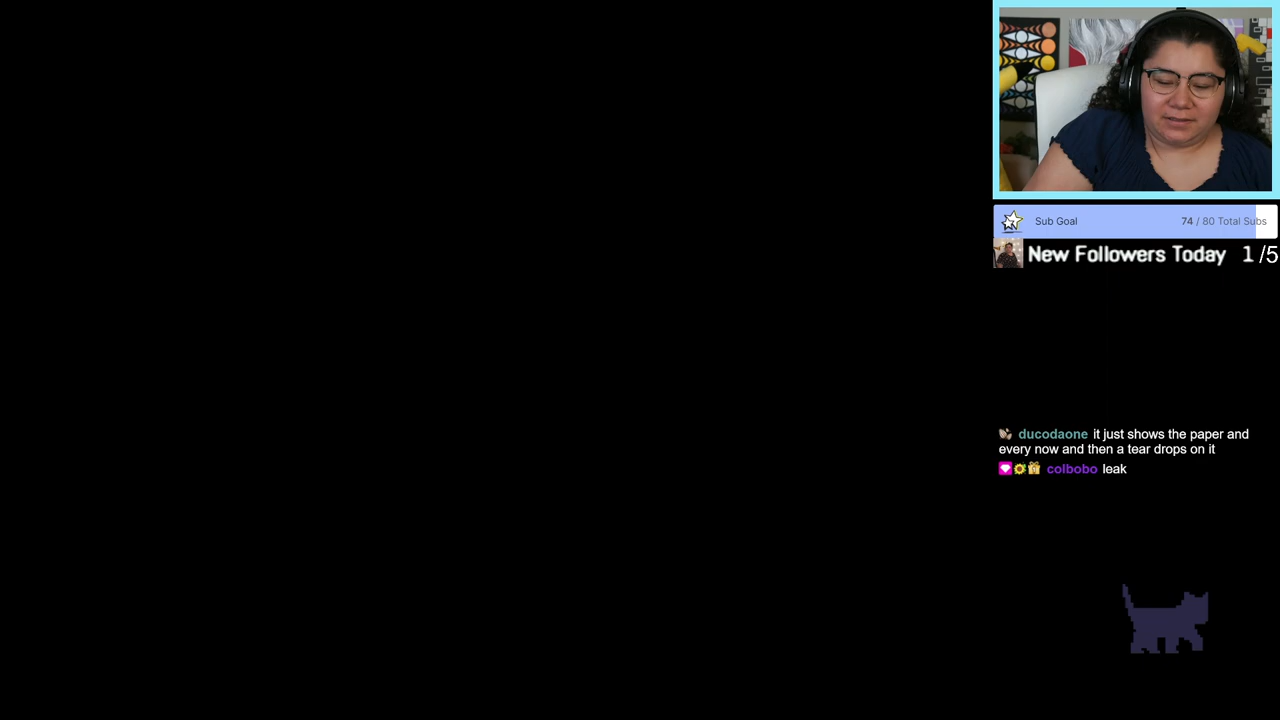 Sub Goal 74 / 80 Total Subs
New Followers Today 1 /5
ducodaone it just shows the paper and
every now and then a tear drops on it
colbobo leak